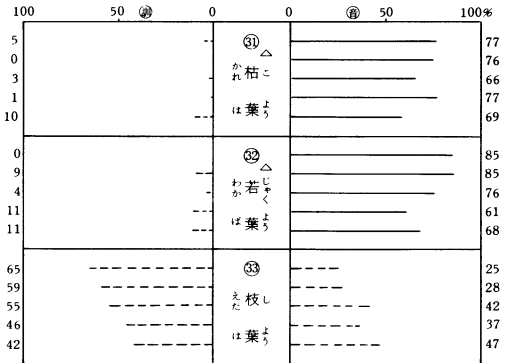 100 50 ㊙訓 0 0 ㊙音 50 100%
5 ㉛ 77
0 △ 76
3 かれ 枯 こ 66
1 77
10 は 葉 よう 69
0 ㉜ 85
9 △ 85
4 わか 若 じゃく 76
11 61
11 ば 葉 よう 68
65 ㉝ 25
59 えだ 枝 し 28
55 42
46 は 葉 よう 37
42 47